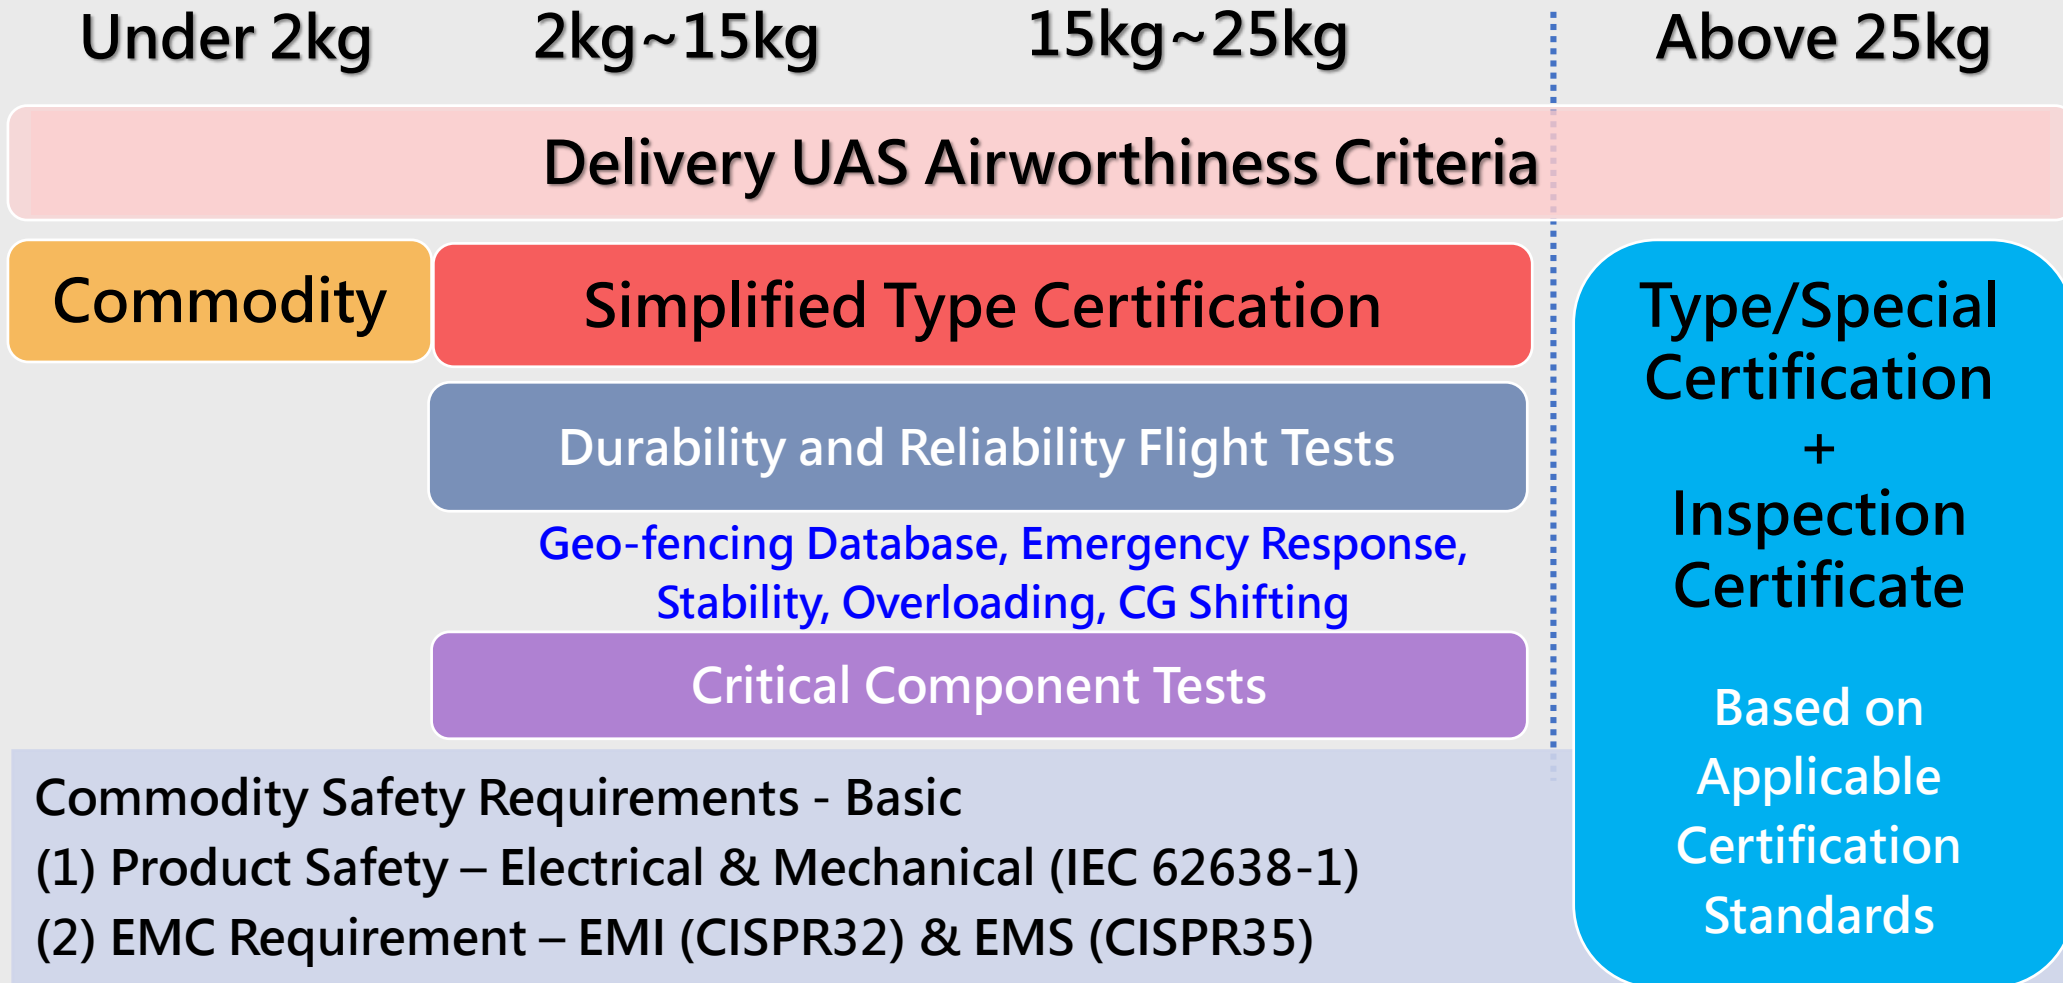 Under 2kg
2kg~15kg
15kg~25kg
Above 25kg
Delivery UAS Airworthiness Criteria
Commodity
Simplified Type Certification
Durability and Reliability Flight Tests
Geo-fencing Database, Emergency Response,
Stability, Overloading, CG Shifting
Critical Component Tests
Type/Special
Certification
+
Inspection
Certificate
Based on
Applicable
Certification
Standards
Commodity Safety Requirements - Basic
(1) Product Safety – Electrical & Mechanical (IEC 62638-1)
(2) EMC Requirement – EMI (CISPR32) & EMS (CISPR35)